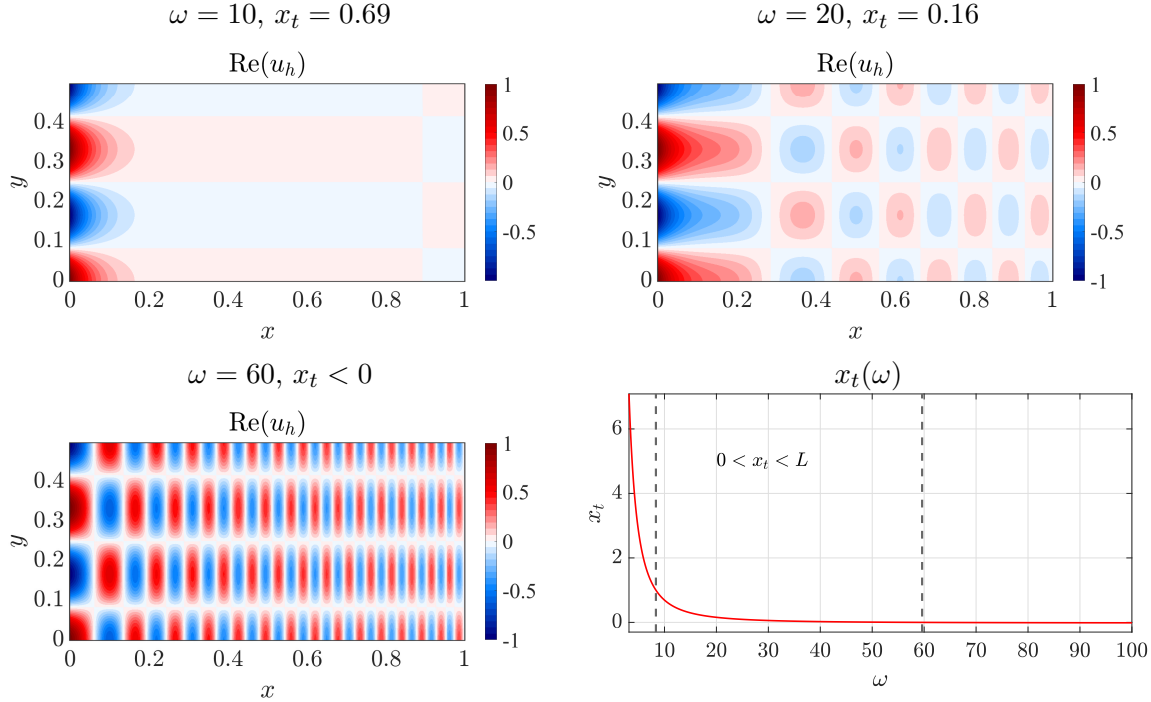 ω = 10, x_t = 0.69
Re(u_h)
1
0.5
0
-0.5
0.4
0.3
0.2
0.1
0
y
0 0.2 0.4 0.6 0.8 1
x
ω = 20, x_t = 0.16
Re(u_h)
1
0.5
0
-0.5
-1
0.4
0.3
0.2
0.1
0
y
0 0.2 0.4 0.6 0.8 1
x
ω = 60, x_t < 0
Re(u_h)
1
0.5
0
-0.5
-1
0.4
0.3
0.2
0.1
0
y
0 0.2 0.4 0.6 0.8 1
x
x_t(ω)
6
4
2
0
x_t
0 < x_t < L
10 20 30 40 50 60 70 80 90 100
ω